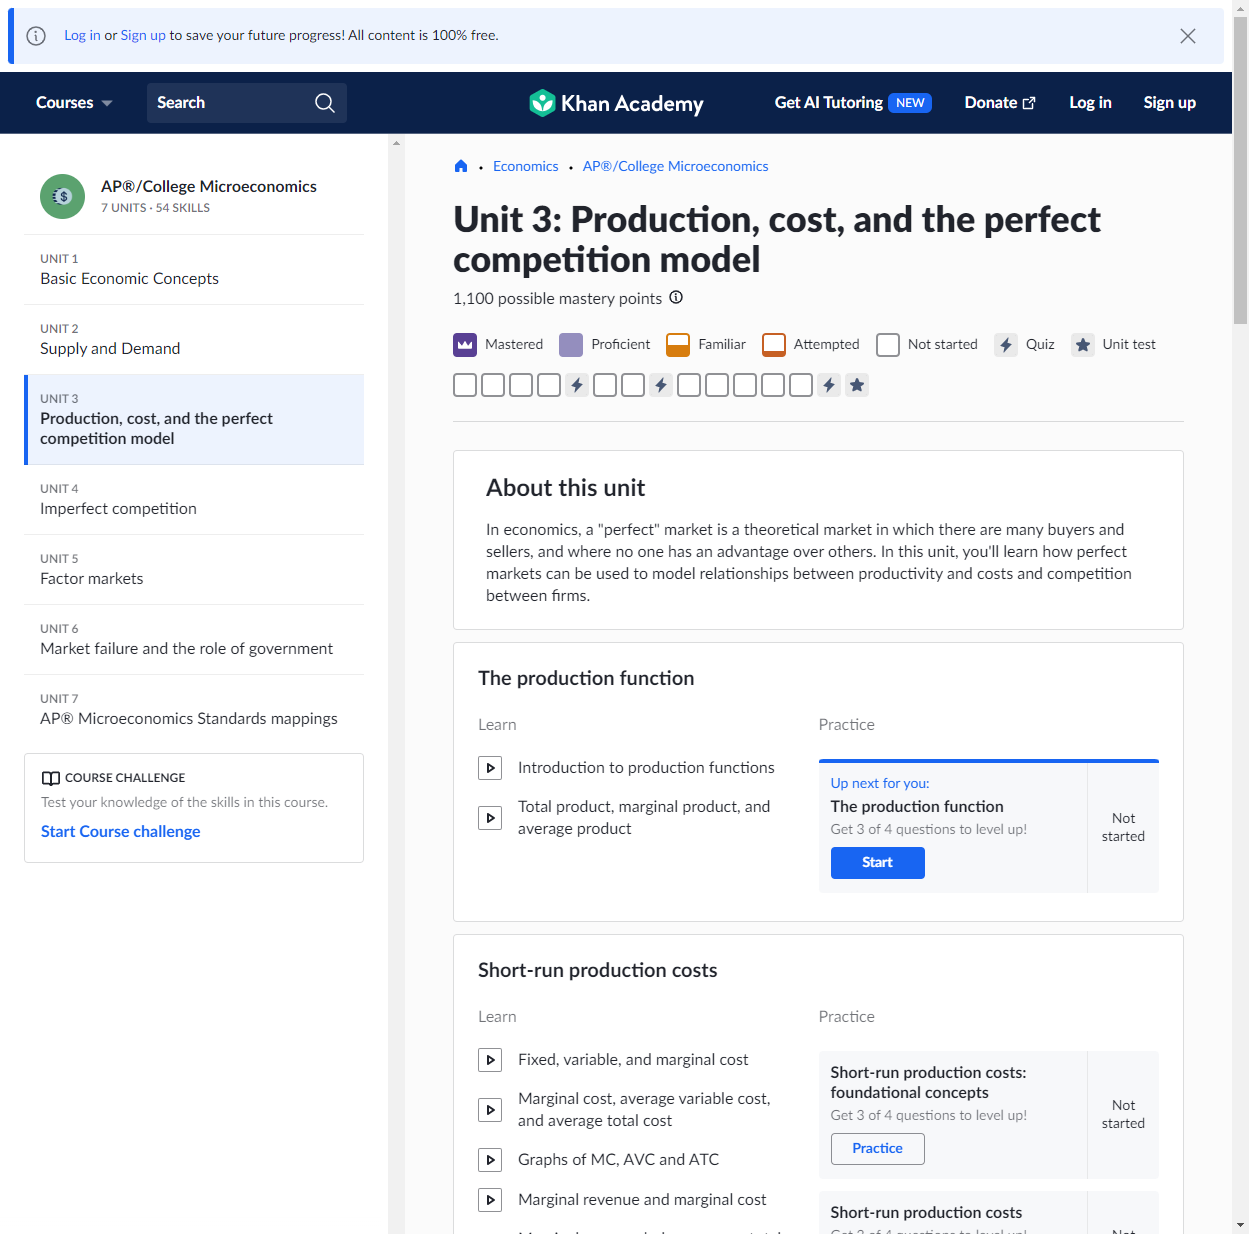 Log in or Sign up to save your future progress! All content is 100% free.
Courses
Search
Khan Academy
Get AI Tutoring NEW
Donate
Log in
Sign up
AP®/College Microeconomics
7 UNITS · 54 SKILLS
UNIT 1
Basic Economic Concepts
UNIT 2
Supply and Demand
UNIT 3
Production, cost, and the perfect
competition model
UNIT 4
Imperfect competition
UNIT 5
Factor markets
UNIT 6
Market failure and the role of government
UNIT 7
AP® Microeconomics Standards mappings
COURSE CHALLENGE
Test your knowledge of the skills in this course.
Start Course challenge
Economics • AP®/College Microeconomics
Unit 3: Production, cost, and the perfect
competition model
1,100 possible mastery points
Mastered
Proficient
Familiar
Attempted
Not started
Quiz
Unit test
About this unit
In economics, a "perfect" market is a theoretical market in which there are many buyers and
sellers, and where no one has an advantage over others. In this unit, you'll learn how perfect
markets can be used to model relationships between productivity and costs and competition
between firms.
The production function
Learn
Introduction to production functions
Total product, marginal product, and
average product
Practice
Up next for you:
The production function
Get 3 of 4 questions to level up!
Start
Not
started
Short-run production costs
Learn
Fixed, variable, and marginal cost
Marginal cost, average variable cost,
and average total cost
Graphs of MC, AVC and ATC
Marginal revenue and marginal cost
Practice
Short-run production costs:
foundational concepts
Get 3 of 4 questions to level up!
Practice
Not
started
Short-run production costs